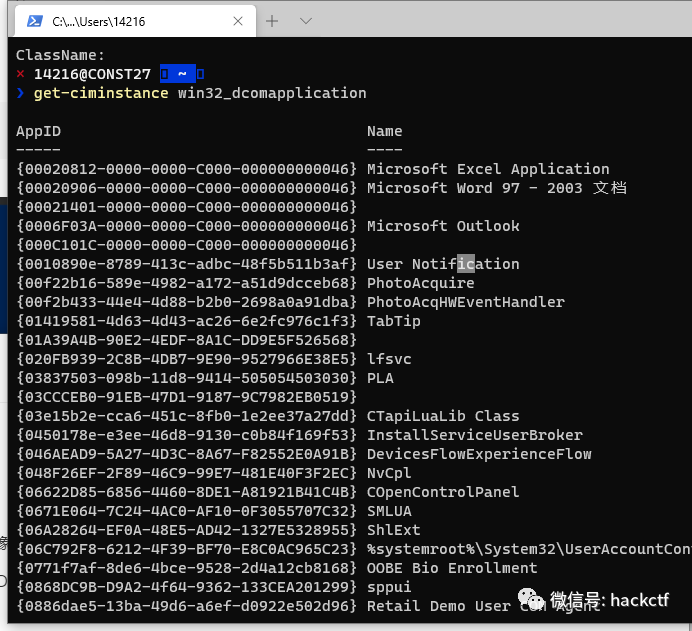 C:\...\Users\14216
ClassName:
× 14216@CONST27 ~
❯ get-ciminstance win32_dcomapplication
AppID Name
----- ----
{00020812-0000-0000-C000-000000000046} Microsoft Excel Application
{00020906-0000-0000-C000-000000000046} Microsoft Word 97 - 2003 文档
{00021401-0000-0000-C000-000000000046}
{0006F03A-0000-0000-C000-000000000046} Microsoft Outlook
{000C101C-0000-0000-C000-000000000046}
{0010890e-8789-413c-adbc-48f5b511b3af} User Notification
{00f22b16-589e-4982-a172-a51d9dcceb68} PhotoAcquire
{00f2b433-44e4-4d88-b2b0-2698a0a91dba} PhotoAcqHWEventHandler
{01419581-4d63-4d43-ac26-6e2fc976c1f3} TabTip
{01A39A4B-90E2-4EDF-8A1C-DD9E5F526568}
{020FB939-2C8B-4DB7-9E90-9527966E38E5} lfsvc
{03837503-098b-11d8-9414-505054503030} PLA
{03CCCEB0-91EB-47D1-9187-9C7982EB0519}
{03e15b2e-cca6-451c-8fb0-1e2ee37a27dd} CTapiLuaLib Class
{0450178e-e3ee-46d8-9130-c0b84f169f53} InstallServiceUserBroker
{046AEAD9-5A27-4D3C-8A67-F82552E0A91B} DevicesFlowExperienceFlow
{048F26EF-2F89-46C9-99E7-481E40F3F2EC} NvCpl
{06622D85-6856-4460-8DE1-A81921B41C4B} COpenControlPanel
{0671E064-7C24-4AC0-AF10-0F3055707C32} SMLUA
{06A28264-EF0A-48E5-AD42-1327E5328955} ShlExt
{06C792F8-6212-4F39-BF70-E8C0AC965C23} %systemroot%\System32\UserAccountCon
{0771f7af-8de6-4bce-9528-2d4a12cb8168} OOBE Bio Enrollment
{0868DC9B-D9A2-4f64-9362-133CEA201299} sppui
{0886dae5-13ba-49d6-a6ef-d0922e502d96} Retail Demo User COM Agent
微信号: hackctf